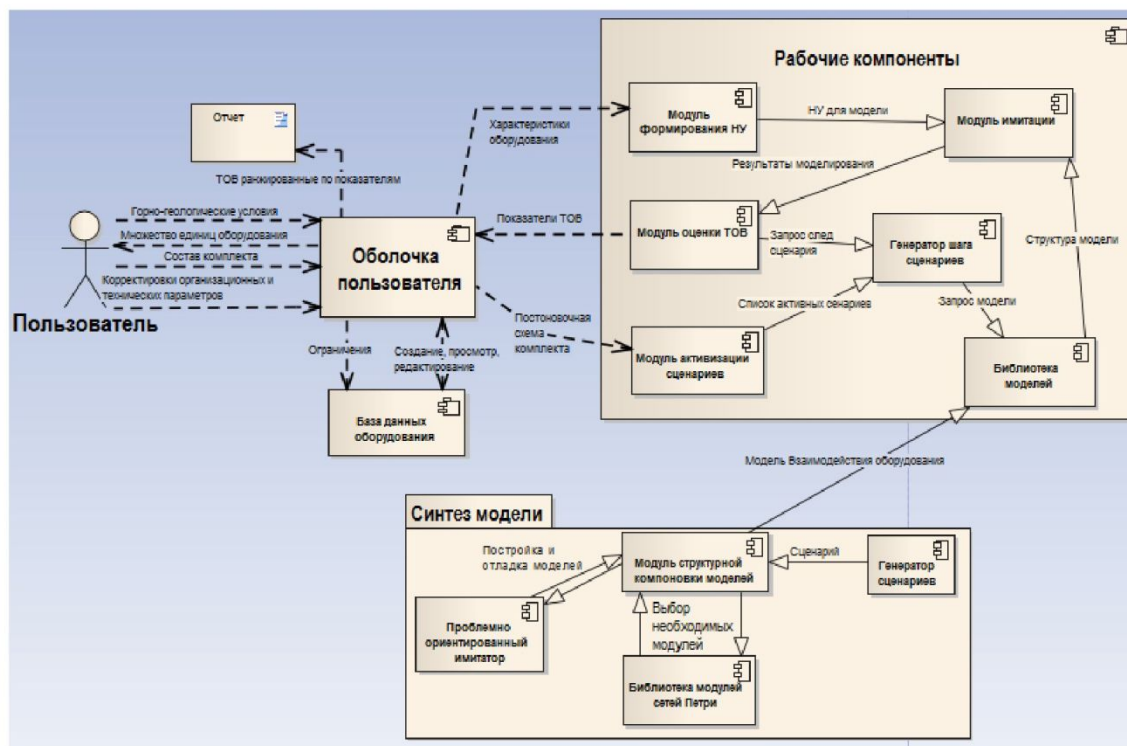 Рабочие компоненты
Отчет
Модуль
формирования НУ
НУ для модели
Модуль имитации
Характеристики
оборудования
ТОВ ранжированные по показателям
Результаты моделирования
Горно-геологические условия
Множество единиц оборудования
Состав комплекта
Корректировки организационных и
технических параметров
Пользователь
Оболочка
пользователя
Показатели ТОВ
Модуль оценки ТОВ
Запрос след
сценария
Генератор шага
сценариев
Структура модели
Список активных сенариев
Запрос модели
Постоновочная
схема
комплекта
Модуль активизации
сценариев
Библиотека
моделей
Ограничения
Создание, просмотр,
редактирование
База данных
оборудования
Модель Взаимодействия оборудования
Синтез модели
Постройка и
отладка моделей
Модуль структурной
компоновки моделей
Сценарий
Генератор
сценариев
Проблемно
ориентированный
имитатор
Выбор
необходимых
модулей
Библиотека модулей
сетей Петри